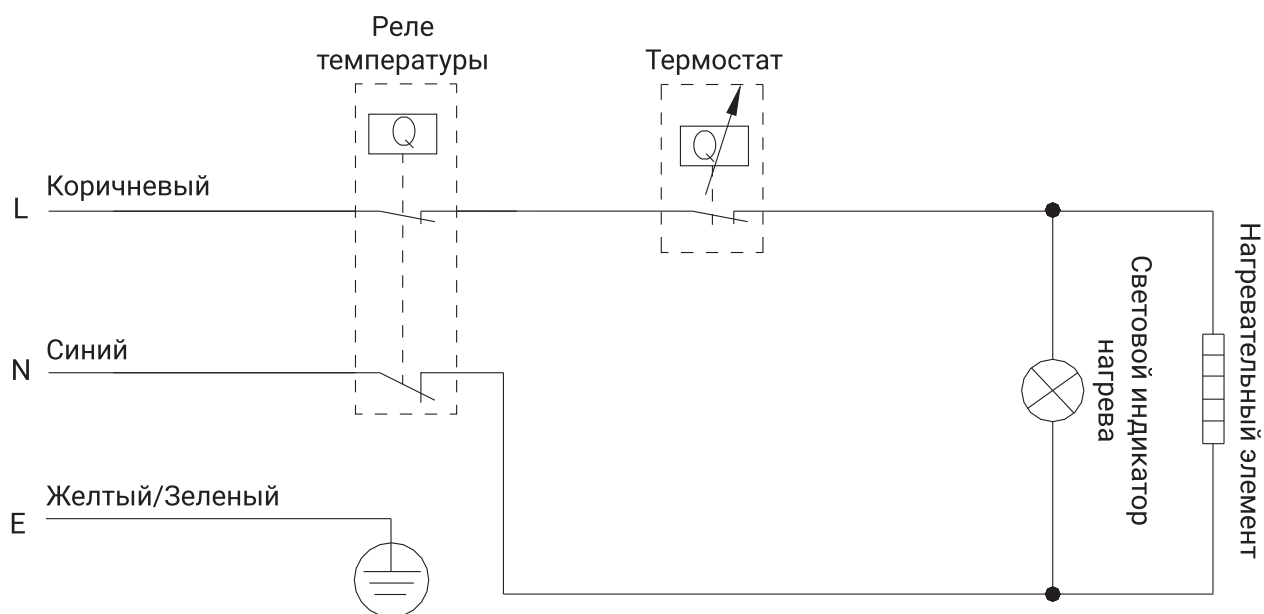 Реле
температуры
Термостат
Q
Q
L
Коричневый
N
Синий
E
Желтый/Зеленый
Световой индикатор
нагрева
Нагревательный элемент